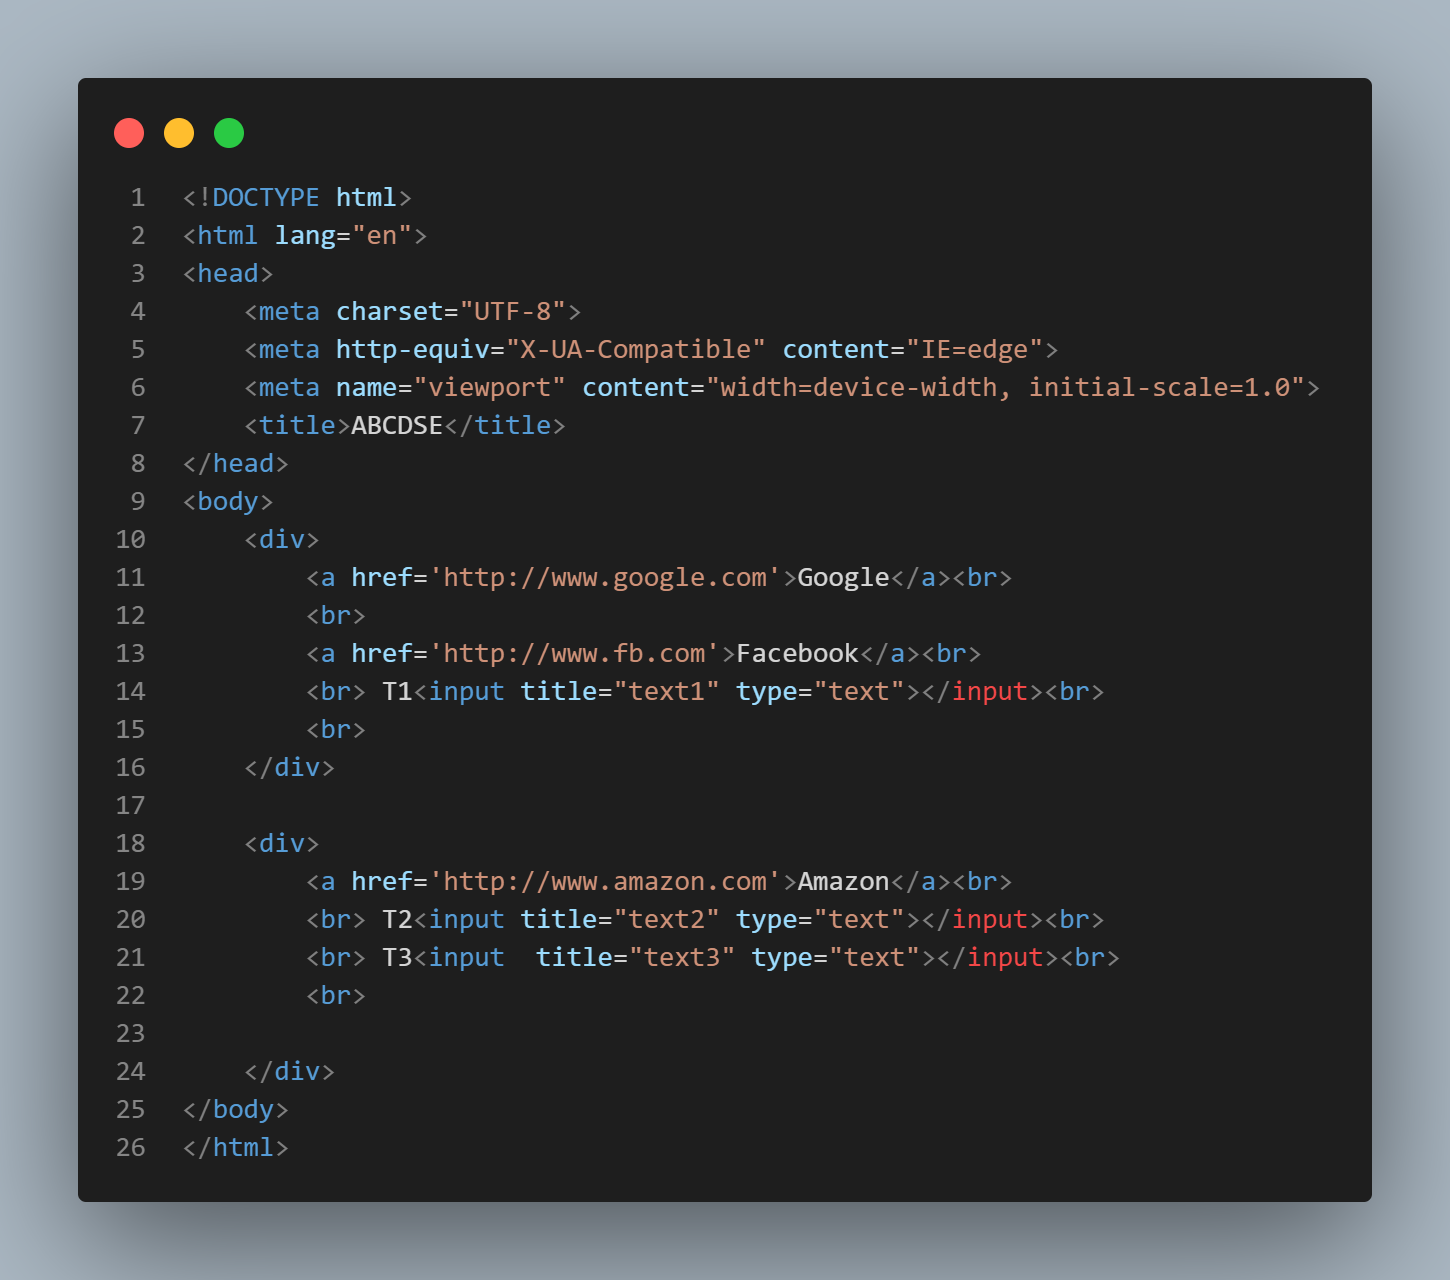 1 <!DOCTYPE html>
2 <html lang="en">
3 <head>
4     <meta charset="UTF-8">
5     <meta http-equiv="X-UA-Compatible" content="IE=edge">
6     <meta name="viewport" content="width=device-width, initial-scale=1.0">
7     <title>ABCDSE</title>
8 </head>
9 <body>
10     <div>
11         <a href='http://www.google.com'>Google</a><br>
12         <br>
13         <a href='http://www.fb.com'>Facebook</a><br>
14         <br> T1<input title="text1" type="text"></input><br>
15         <br>
16     </div>
17
18     <div>
19         <a href='http://www.amazon.com'>Amazon</a><br>
20         <br> T2<input title="text2" type="text"></input><br>
21         <br> T3<input  title="text3" type="text"></input><br>
22         <br>
23
24     </div>
25 </body>
26 </html>